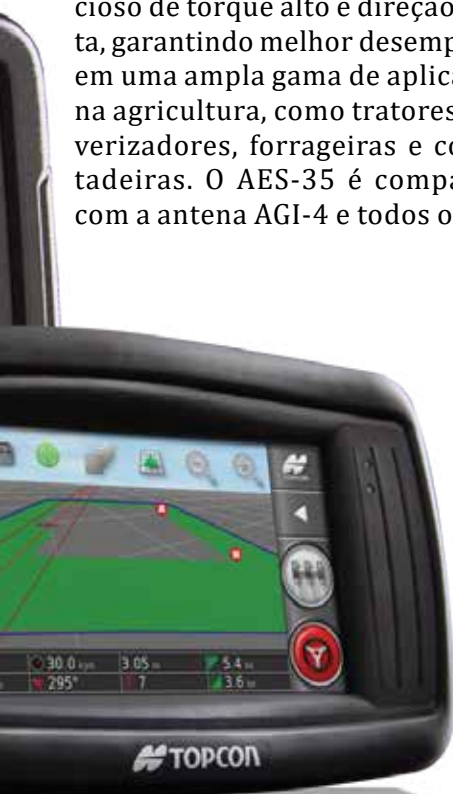 cioso de torque alto e direção
ta, garantindo melhor desemp
em uma ampla gama de aplica
na agricultura, como tratores
verizadores, forrageiras e co
tadeiras. O AES-35 é compa
com a antena AGI-4 e todos o
A
B
30.0 kph 3.05 m 5.4
295° 7 3.6
TOPCON